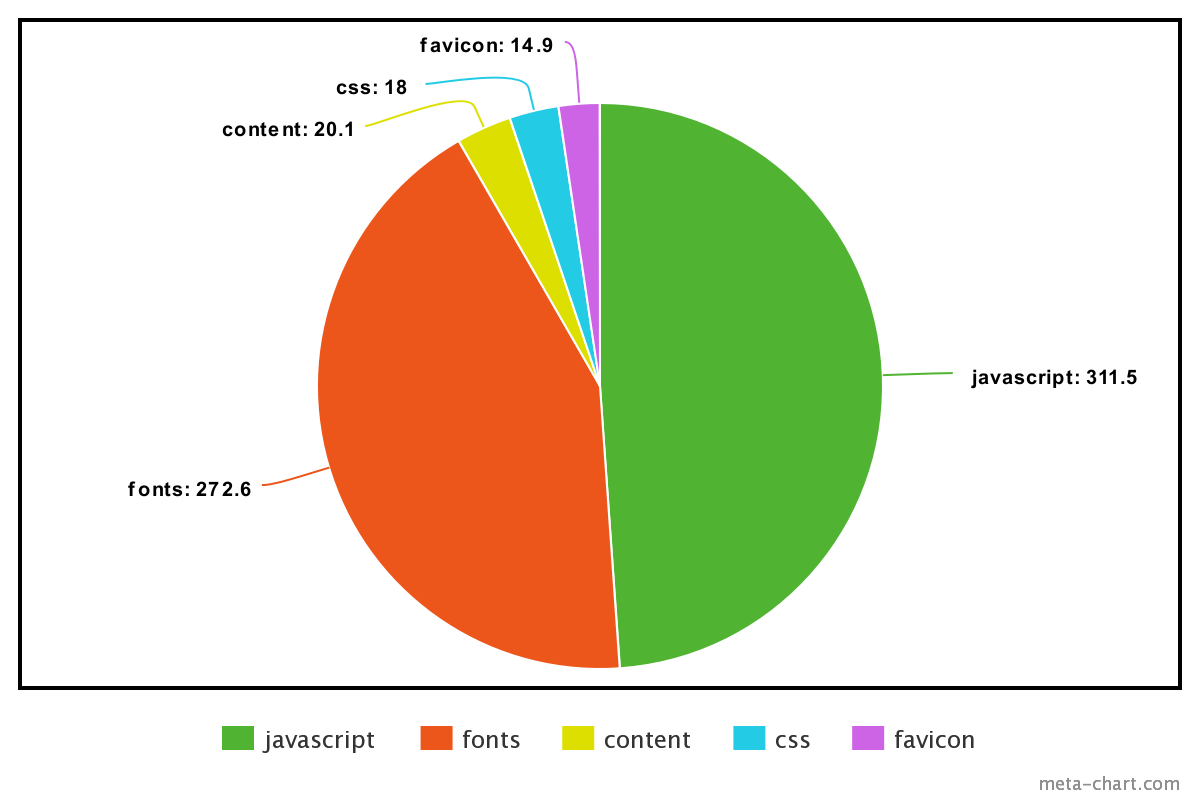 favicon: 14.9
css: 18
content: 20.1
javascript: 311.5
fonts: 272.6
javascript fonts content css favicon
meta-chart.com